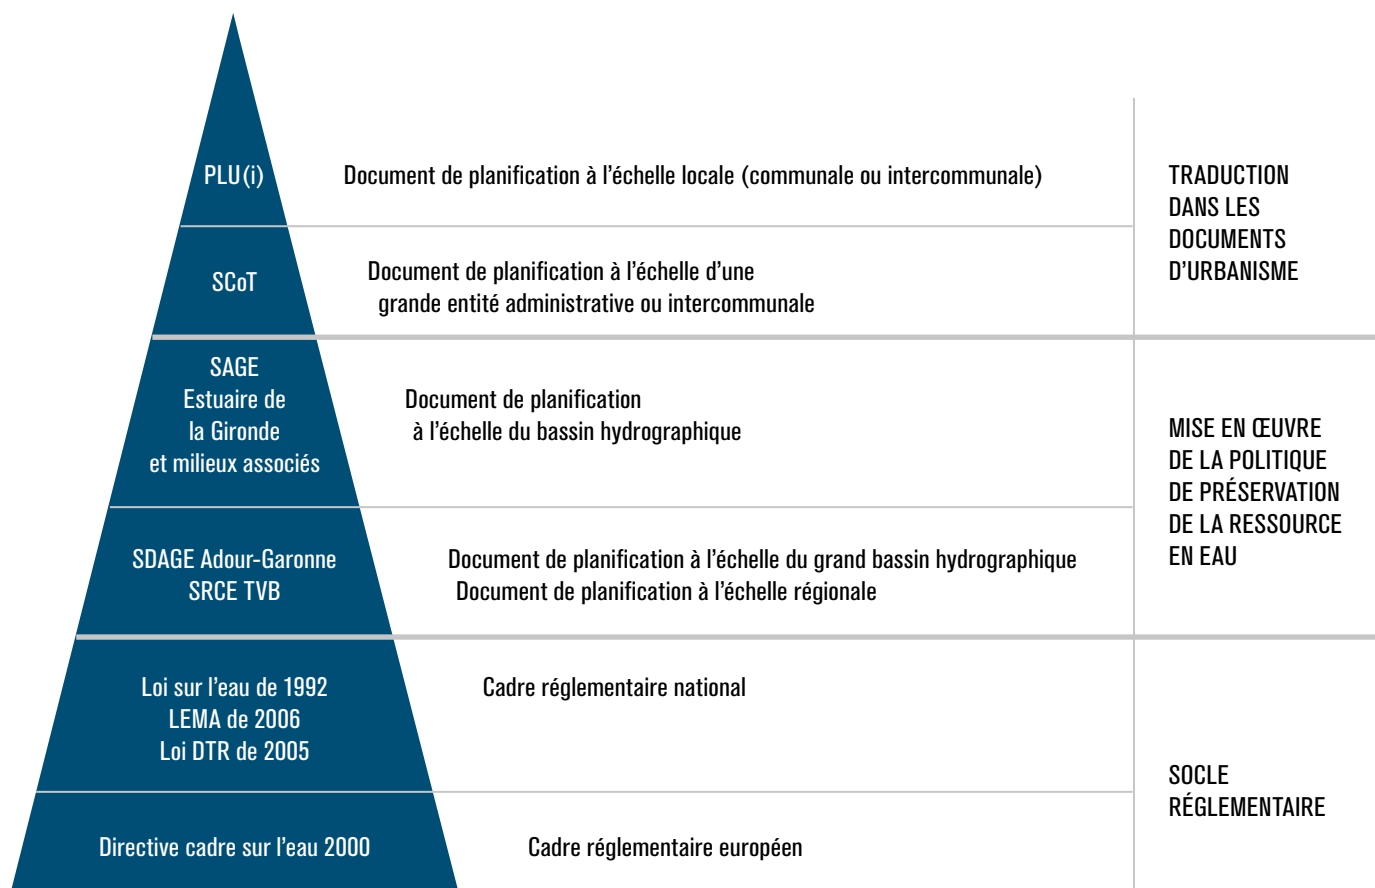 PLU(i)
Document de planification à l'échelle locale (communale ou intercommunale)
TRADUCTION
DANS LES
DOCUMENTS
D'URBANISME
SCoT
Document de planification à l'échelle d'une
grande entité administrative ou intercommunale
SAGE
Estuaire de
la Gironde
et milieux associés
Document de planification
à l'échelle du bassin hydrographique
MISE EN ŒUVRE
DE LA POLITIQUE
DE PRÉSERVATION
DE LA RESSOURCE
EN EAU
SDAGE Adour-Garonne
SRCE TVB
Document de planification à l'échelle du grand bassin hydrographique
Document de planification à l'échelle régionale
Loi sur l'eau de 1992
LEMA de 2006
Loi DTR de 2005
Cadre réglementaire national
SOCLE
RÉGLEMENTAIRE
Directive cadre sur l'eau 2000
Cadre réglementaire européen